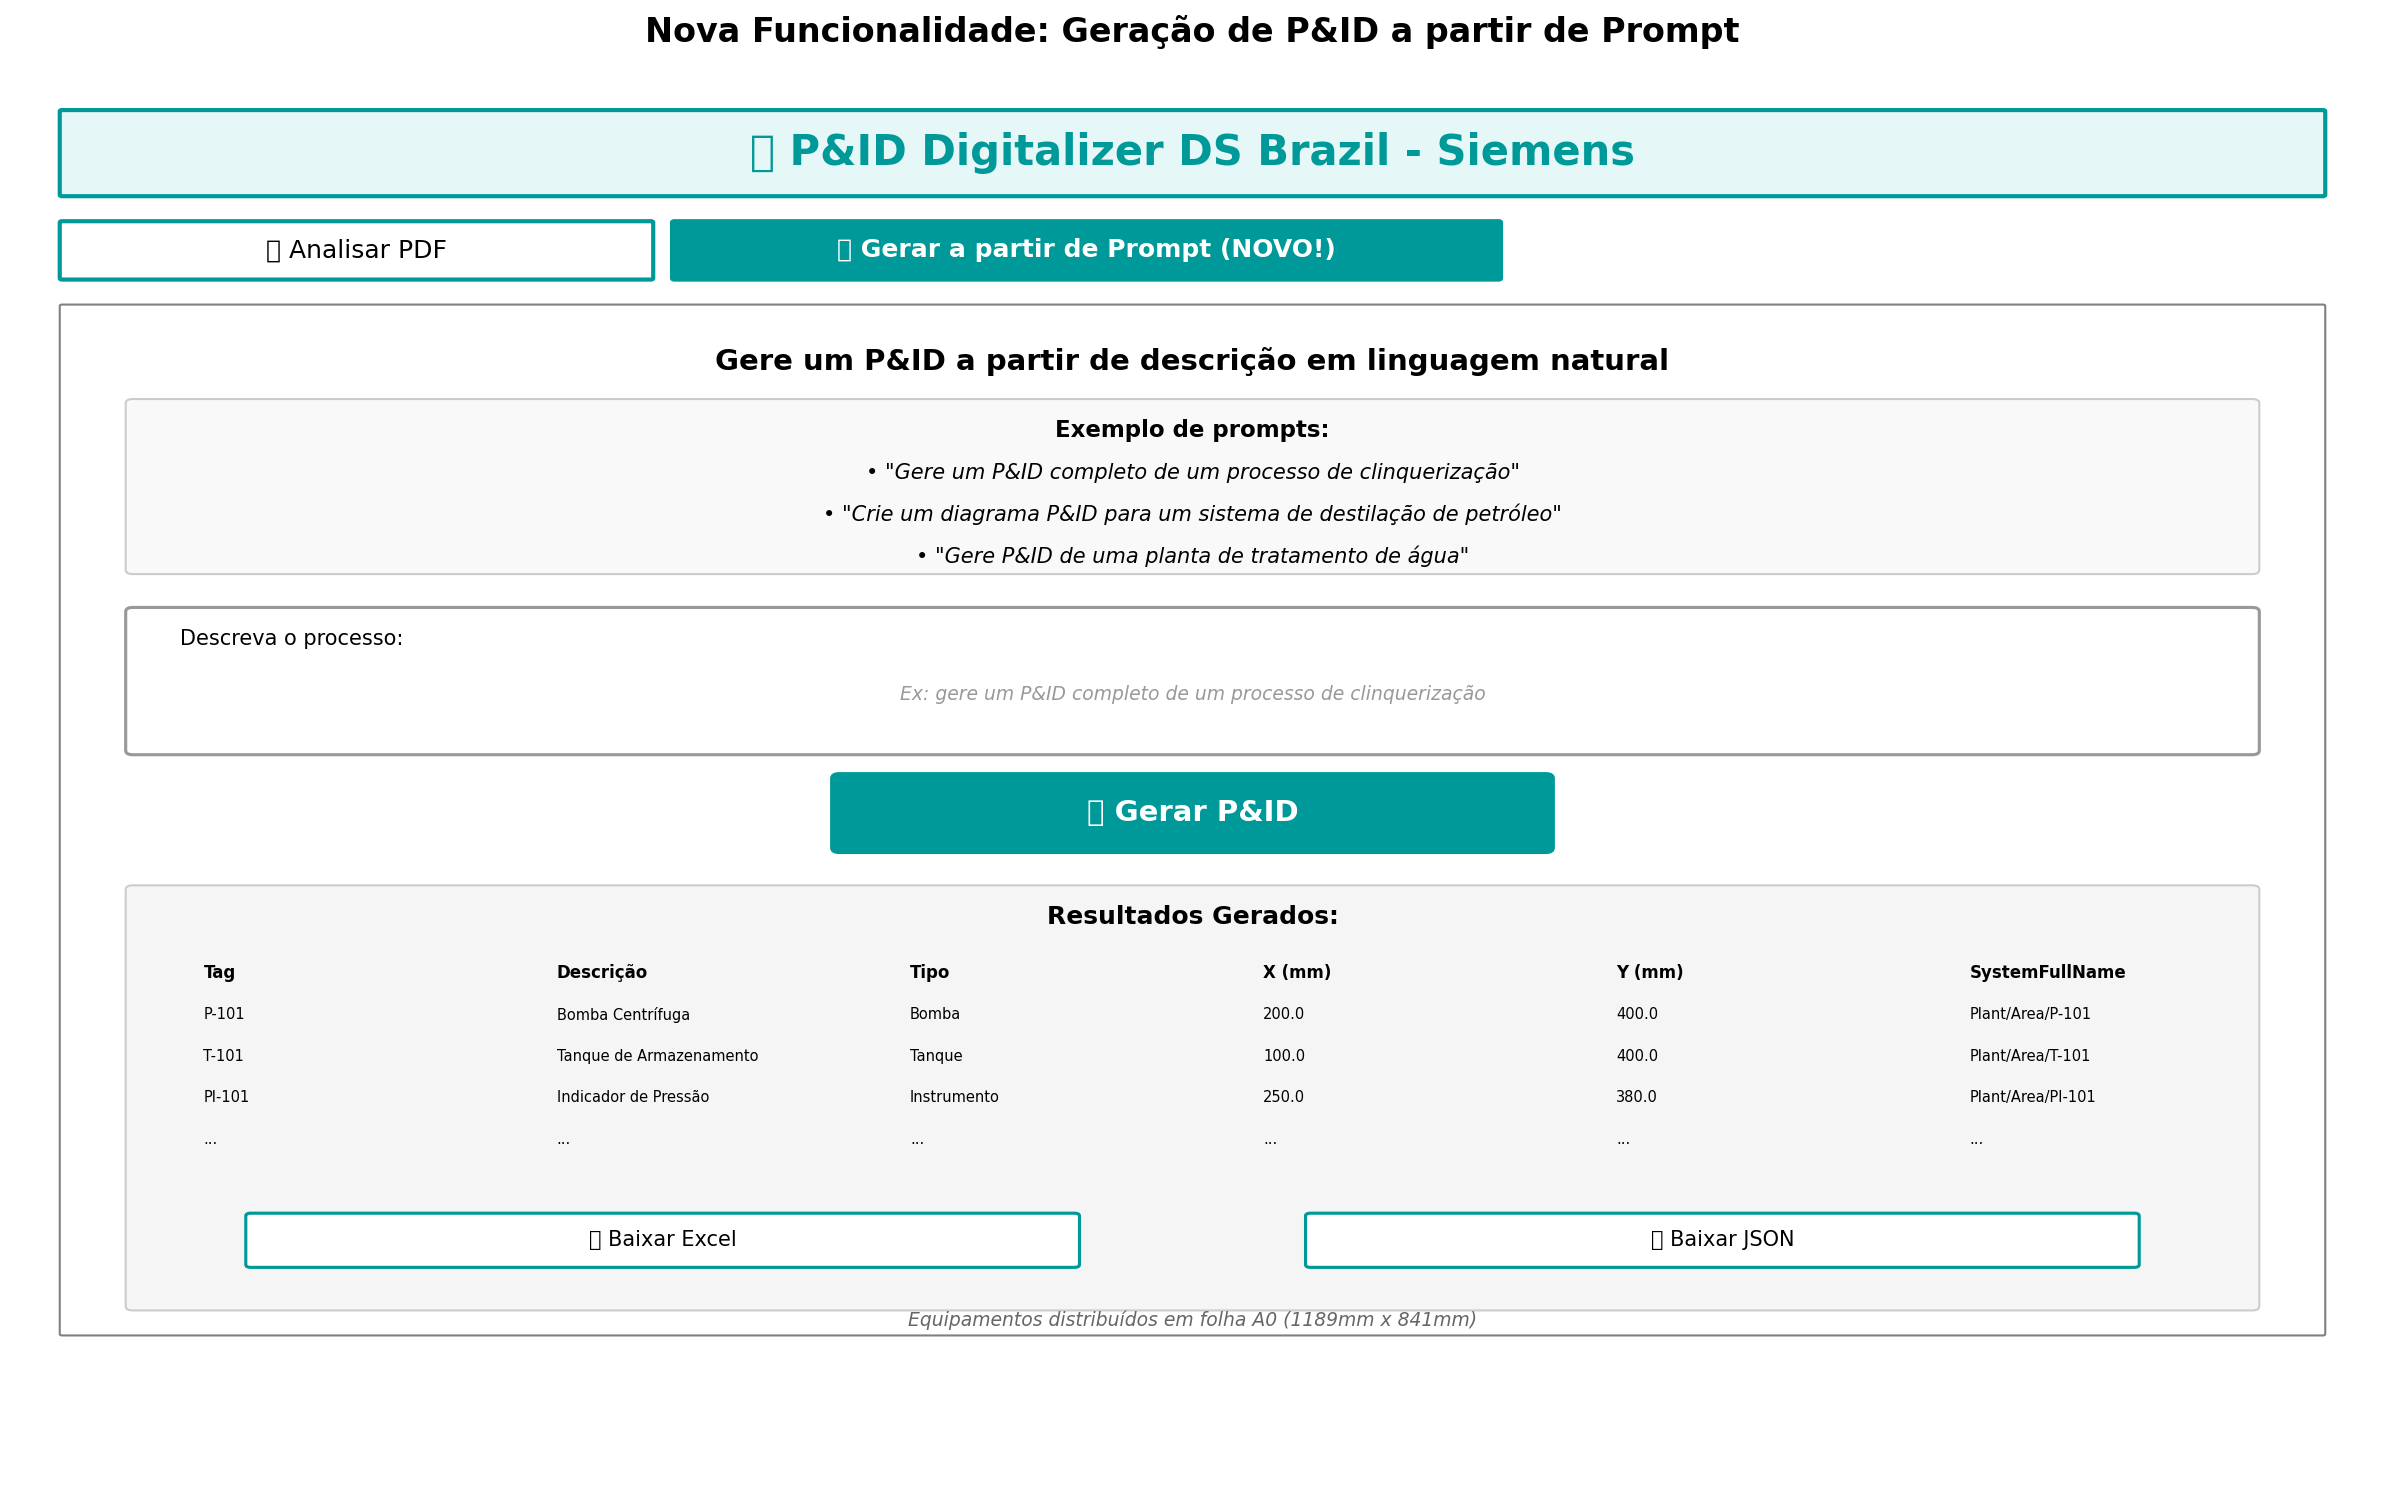 Nova Funcionalidade: Geração de P&ID a partir de Prompt
P&ID Digitalizer DS Brazil - Siemens
Analisar PDF
Gerar a partir de Prompt (NOVO!)
Gere um P&ID a partir de descrição em linguagem natural
Exemplo de prompts:
• "Gere um P&ID completo de um processo de clinquerização"
• "Crie um diagrama P&ID para um sistema de destilação de petróleo"
• "Gere P&ID de uma planta de tratamento de água"
Descreva o processo:
Ex: gere um P&ID completo de um processo de clinquerização
Gerar P&ID
Resultados Gerados:
Tag Descrição Tipo X (mm) Y (mm) SystemFullName
P-101 Bomba Centrífuga Bomba 200.0 400.0 Plant/Area/P-101
T-101 Tanque de Armazenamento Tanque 100.0 400.0 Plant/Area/T-101
PI-101 Indicador de Pressão Instrumento 250.0 380.0 Plant/Area/PI-101
... ... ... ... ... ...
Baixar Excel
Baixar JSON
Equipamentos distribuídos em folha A0 (1189mm x 841mm)